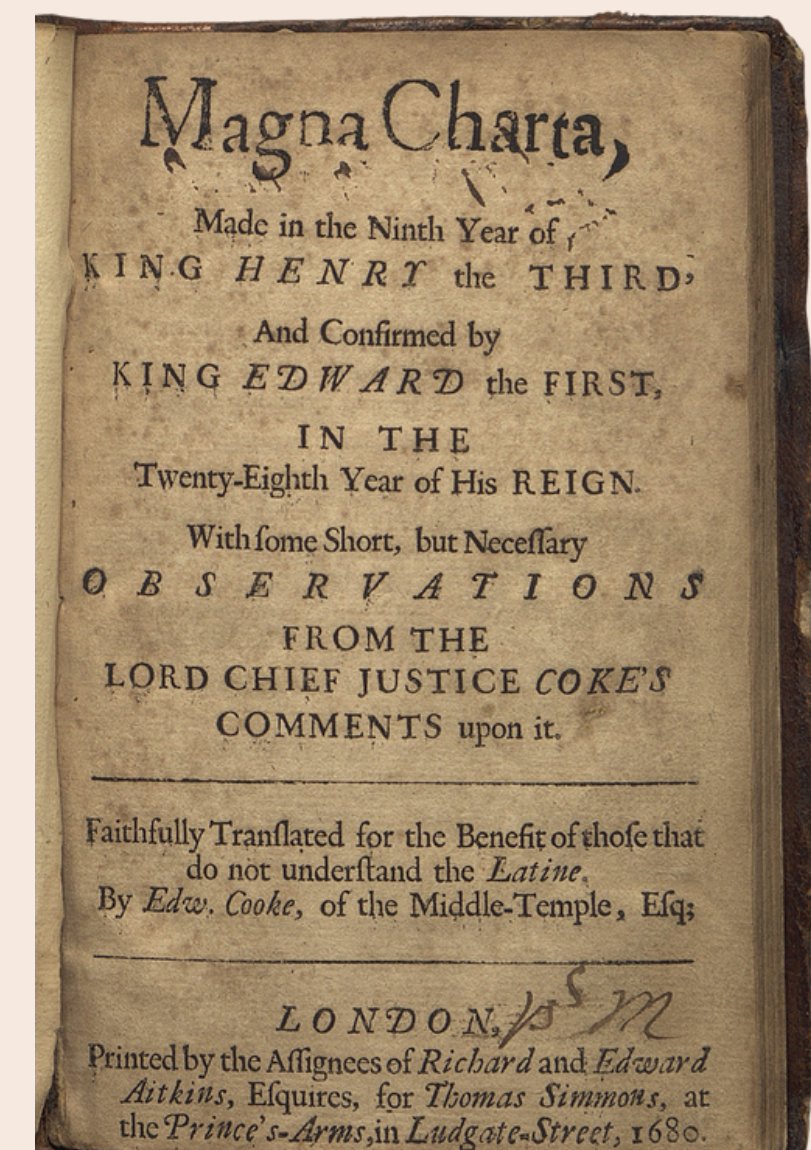 Magna Charta,
Made in the Ninth Year of
KING HENRY the THIRD,
And Confirmed by
KING EDWARD the FIRST,
IN THE
Twenty-Eighth Year of His REIGN.
With ſome Short, but Neceſſary
OBSERVATIONS
FROM THE
LORD CHIEF JUSTICE COKE'S
COMMENTS upon it.
Faithfully Tranſlated for the Benefit of thoſe that
do not underſtand the Latine.
By Edw. Cooke, of the Middle-Temple, Eſq;
LONDON,
Printed by the Aſſignees of Richard and Edward
Aitkins, Eſquires, for Thomas Simmons, at
the Prince's-Arms, in Ludgate-Street, 1680.